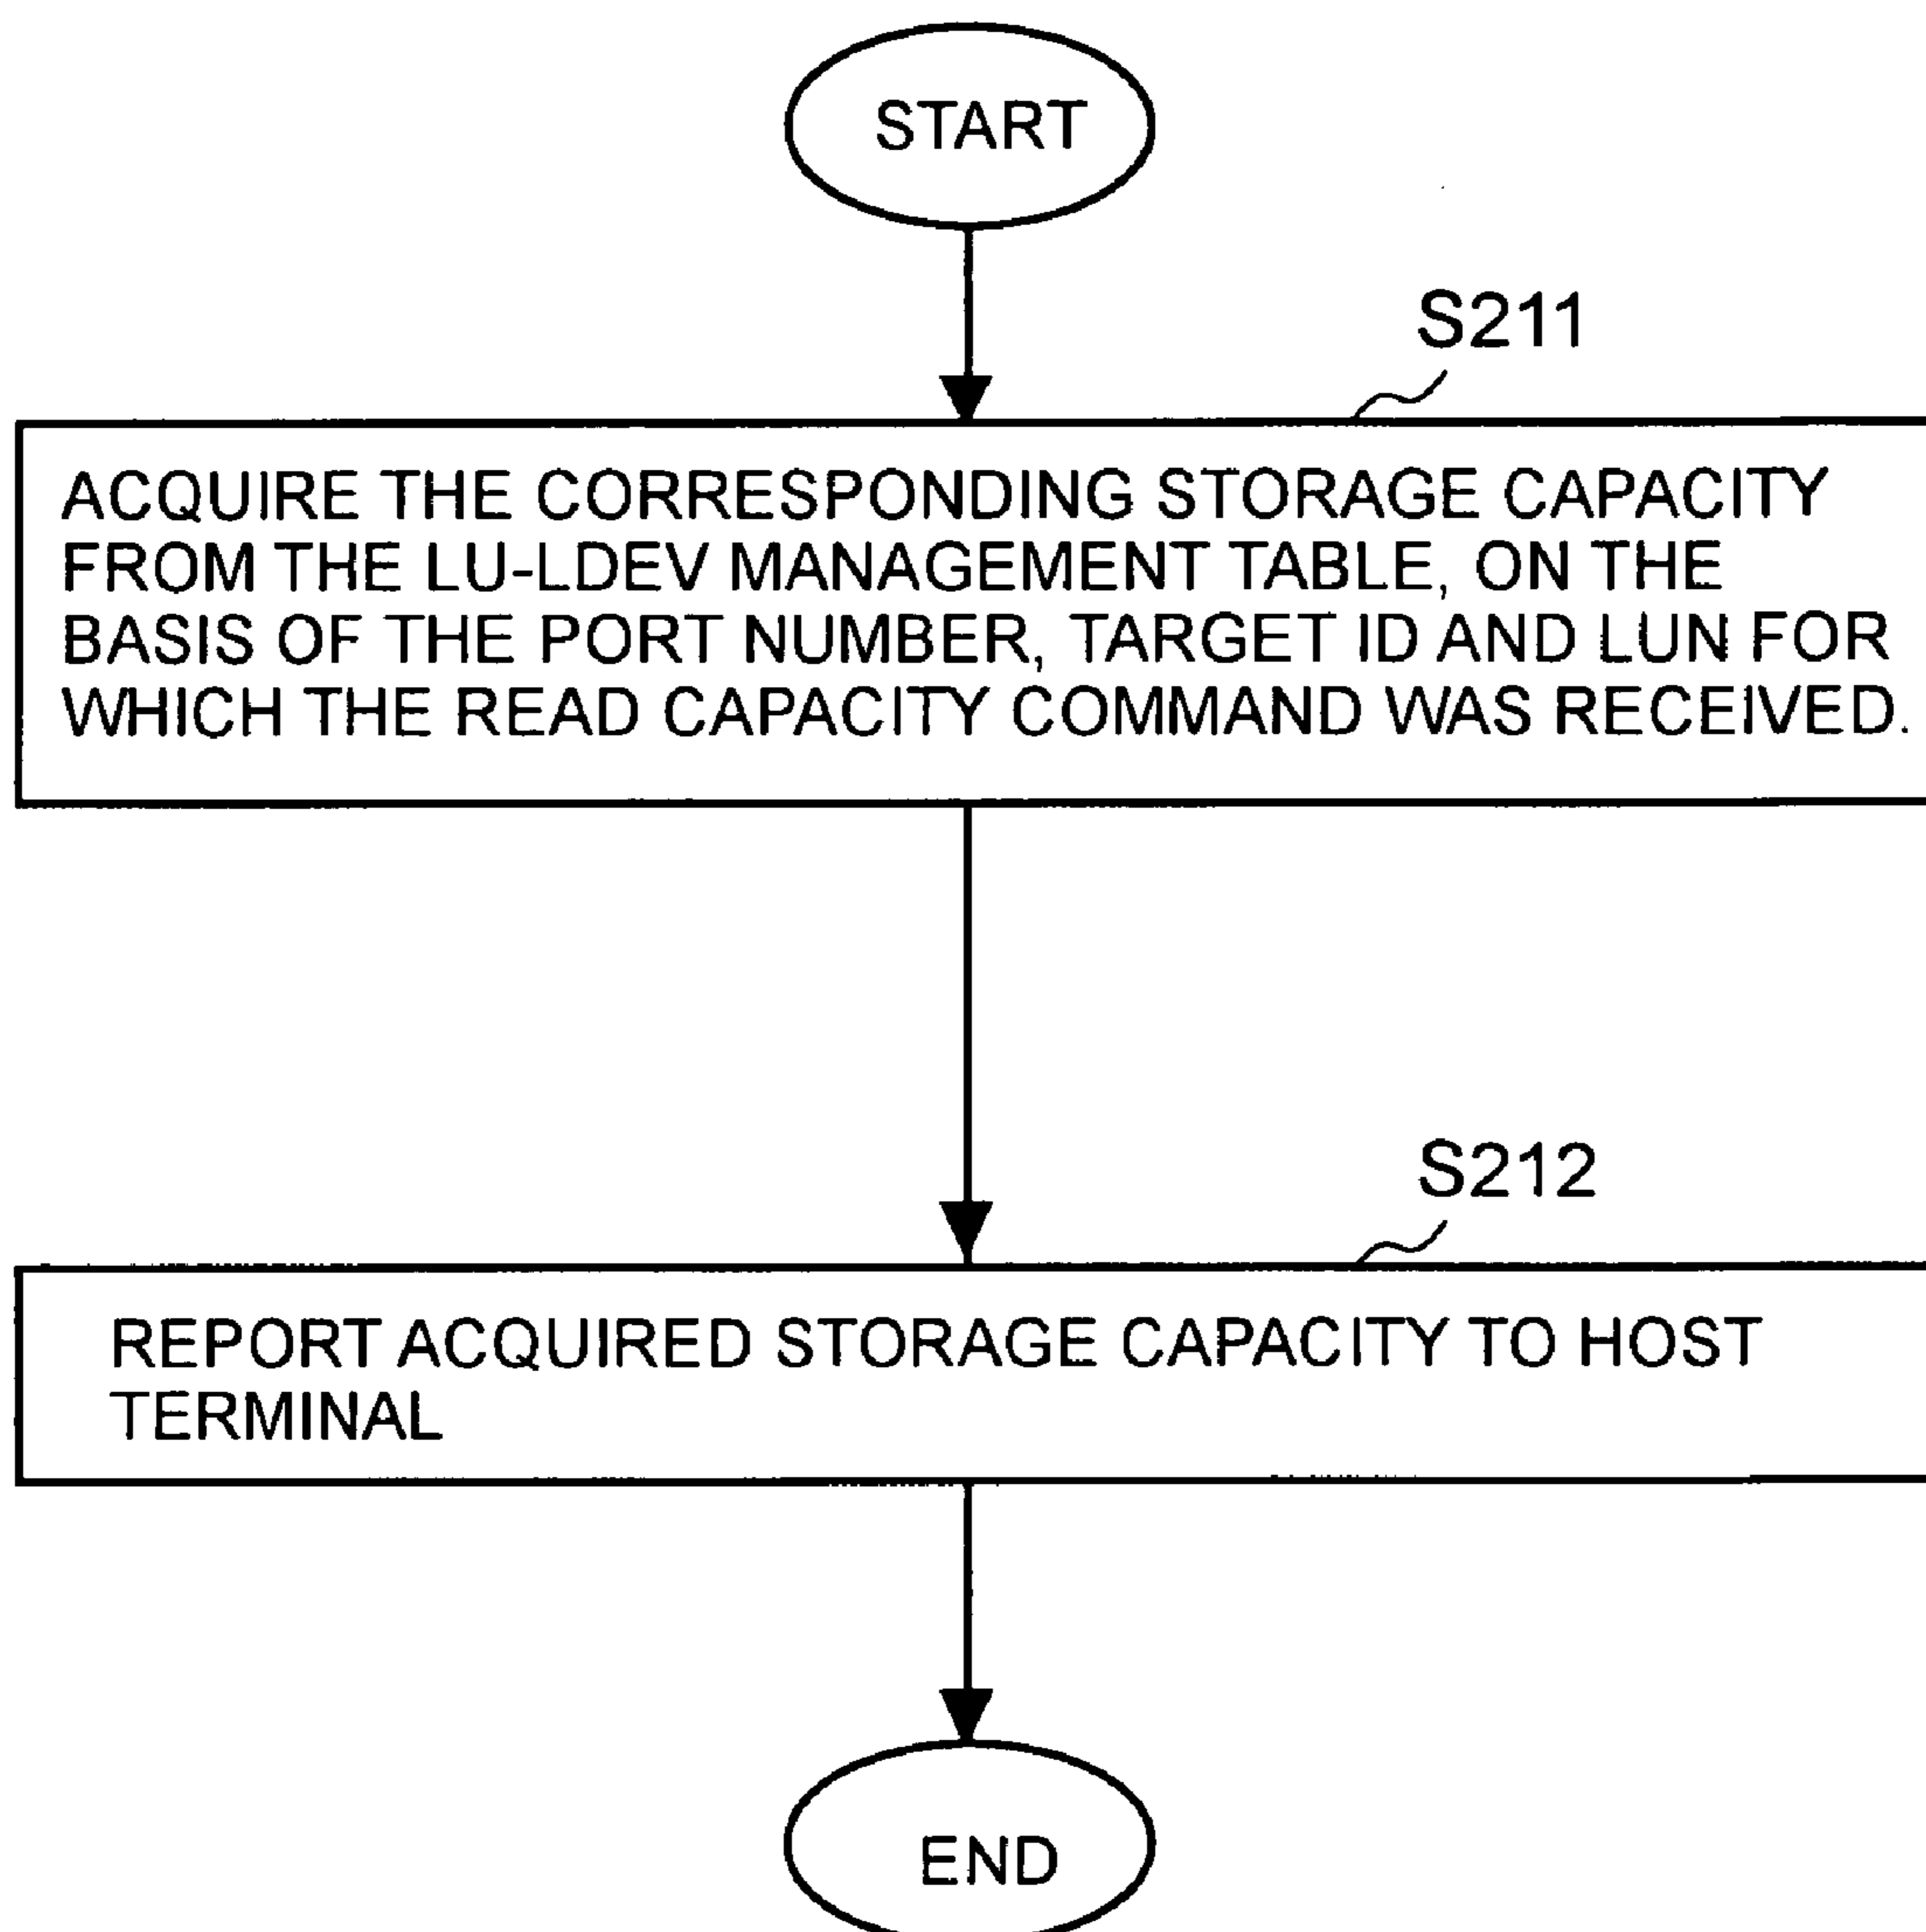 START
S211
ACQUIRE THE CORRESPONDING STORAGE CAPACITY
FROM THE LU-LDEV MANAGEMENT TABLE, ON THE
BASIS OF THE PORT NUMBER, TARGET ID AND LUN FOR
WHICH THE READ CAPACITY COMMAND WAS RECEIVED.
S212
REPORT ACQUIRED STORAGE CAPACITY TO HOST
TERMINAL
END